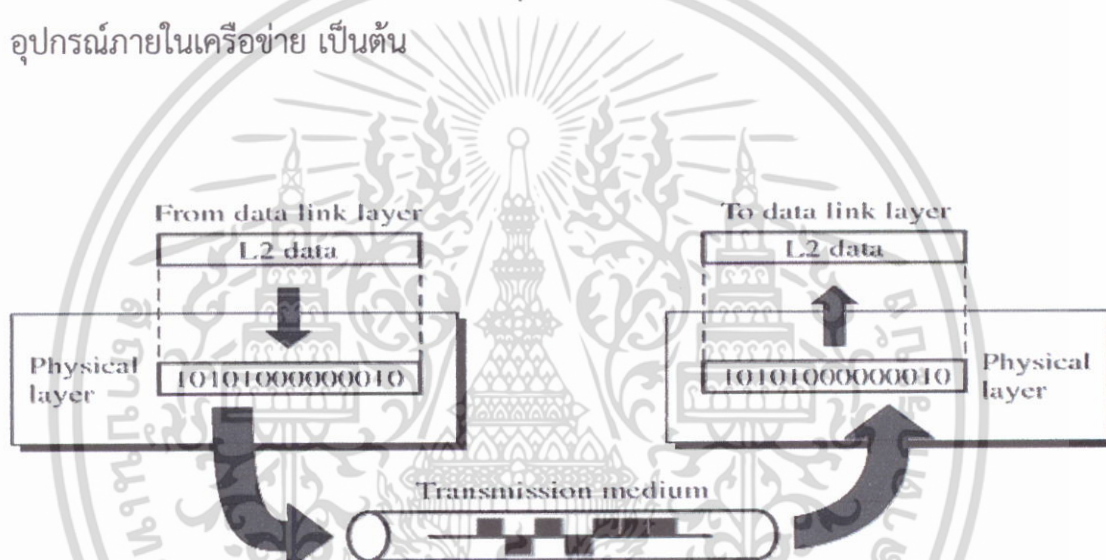 อุปกรณ์ภายในเครือข่าย เป็นต้น
From data link layer
To data link layer
L2 data
L2 data
Physical
layer
10101000000010
10101000000010
Physical
layer
Transmission medium